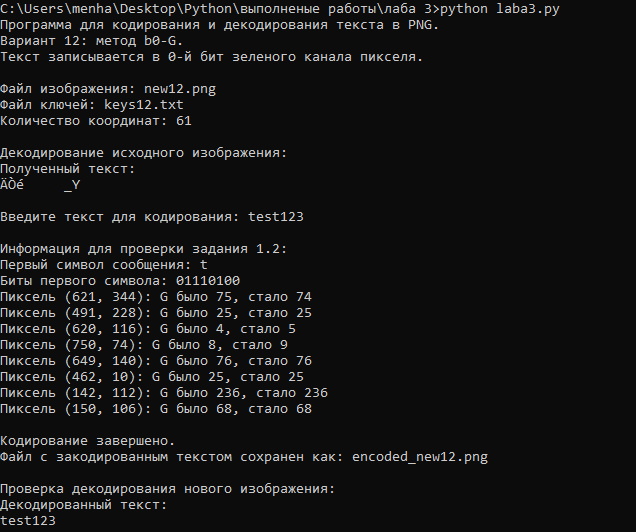 C:\Users\menha\Desktop\Python\выполненые работы\лаба 3>python laba3.py
Программа для кодирования и декодирования текста в PNG.
Вариант 12: метод b0-G.
Текст записывается в 0-й бит зеленого канала пикселя.
Файл изображения: new12.png
Файл ключей: keys12.txt
Количество координат: 61
Декодирование исходного изображения:
Полученный текст:
ÄÒé     _Y
Введите текст для кодирования: test123
Информация для проверки задания 1.2:
Первый символ сообщения: t
Биты первого символа: 01110100
Пиксель (621, 344): G было 75, стало 74
Пиксель (491, 228): G было 25, стало 25
Пиксель (620, 116): G было 4, стало 5
Пиксель (750, 74): G было 8, стало 9
Пиксель (649, 140): G было 76, стало 76
Пиксель (462, 10): G было 25, стало 25
Пиксель (142, 112): G было 236, стало 236
Пиксель (150, 106): G было 68, стало 68
Кодирование завершено.
Файл с закодированным текстом сохранен как: encoded_new12.png
Проверка декодирования нового изображения:
Декодированный текст:
test123